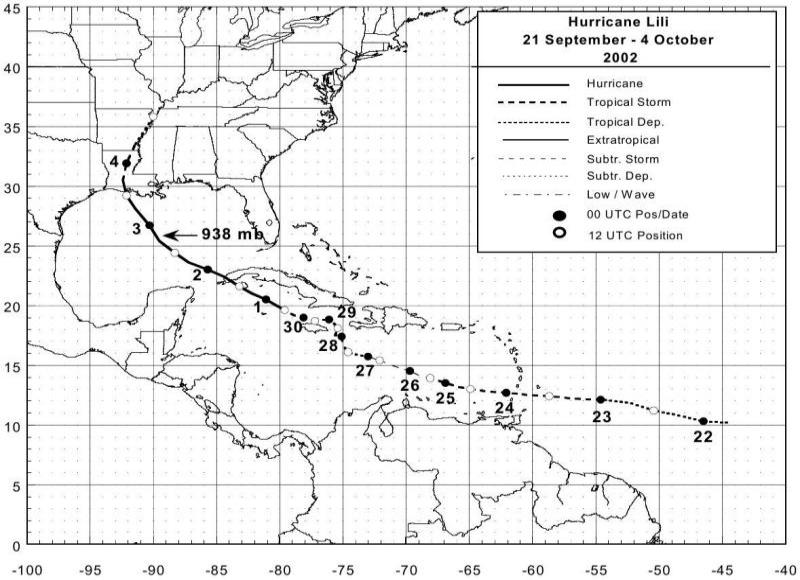 Hurricane Lili
21 September - 4 October
2002
Hurricane
Tropical Storm
Tropical Dep.
Extratropical
Subtr. Storm
Subtr. Dep.
Low / Wave
00 UTC Pos/Date
12 UTC Position
45
40
35
4
30
3
938 mb
25
2
20
1
30
29
28
15
27
26
25
24
23
22
10
5
0
-100 -95 -90 -85 -80 -75 -70 -65 -60 -55 -50 -45 -40